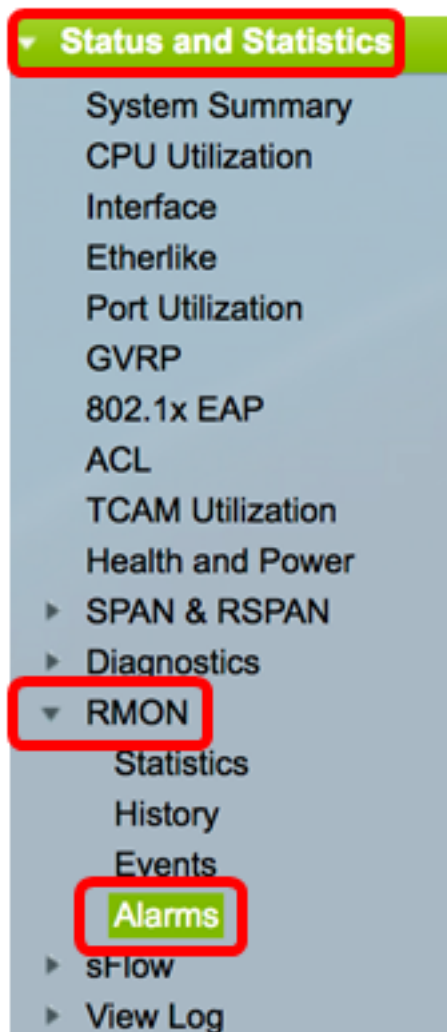 Status and Statistics
System Summary
CPU Utilization
Interface
Etherlike
Port Utilization
GVRP
802.1x EAP
ACL
TCAM Utilization
Health and Power
SPAN & RSPAN
Diagnostics
RMON
Statistics
History
Events
Alarms
sFlow
View Log